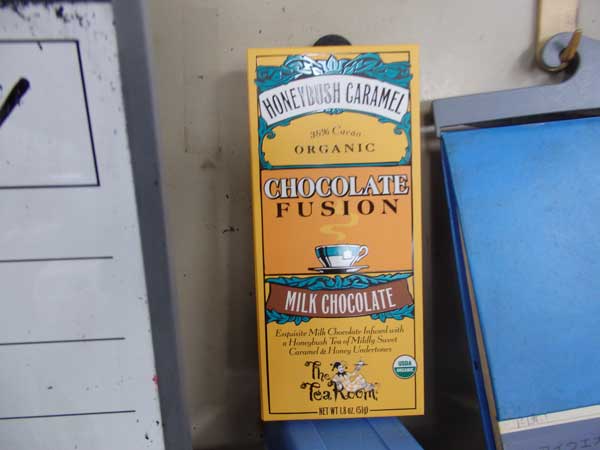 HONEYBUSH CARAMEL
38% Cacao
ORGANIC
CHOCOLATE
FUSION
MILK CHOCOLATE
Exquisite Milk Chocolate Infused with
a Honeybush Tea of Mildly Sweet
Caramel & Honey Undertones
USDA
ORGANIC
The
Tea Room
NET WT 1.8 oz. (51g)